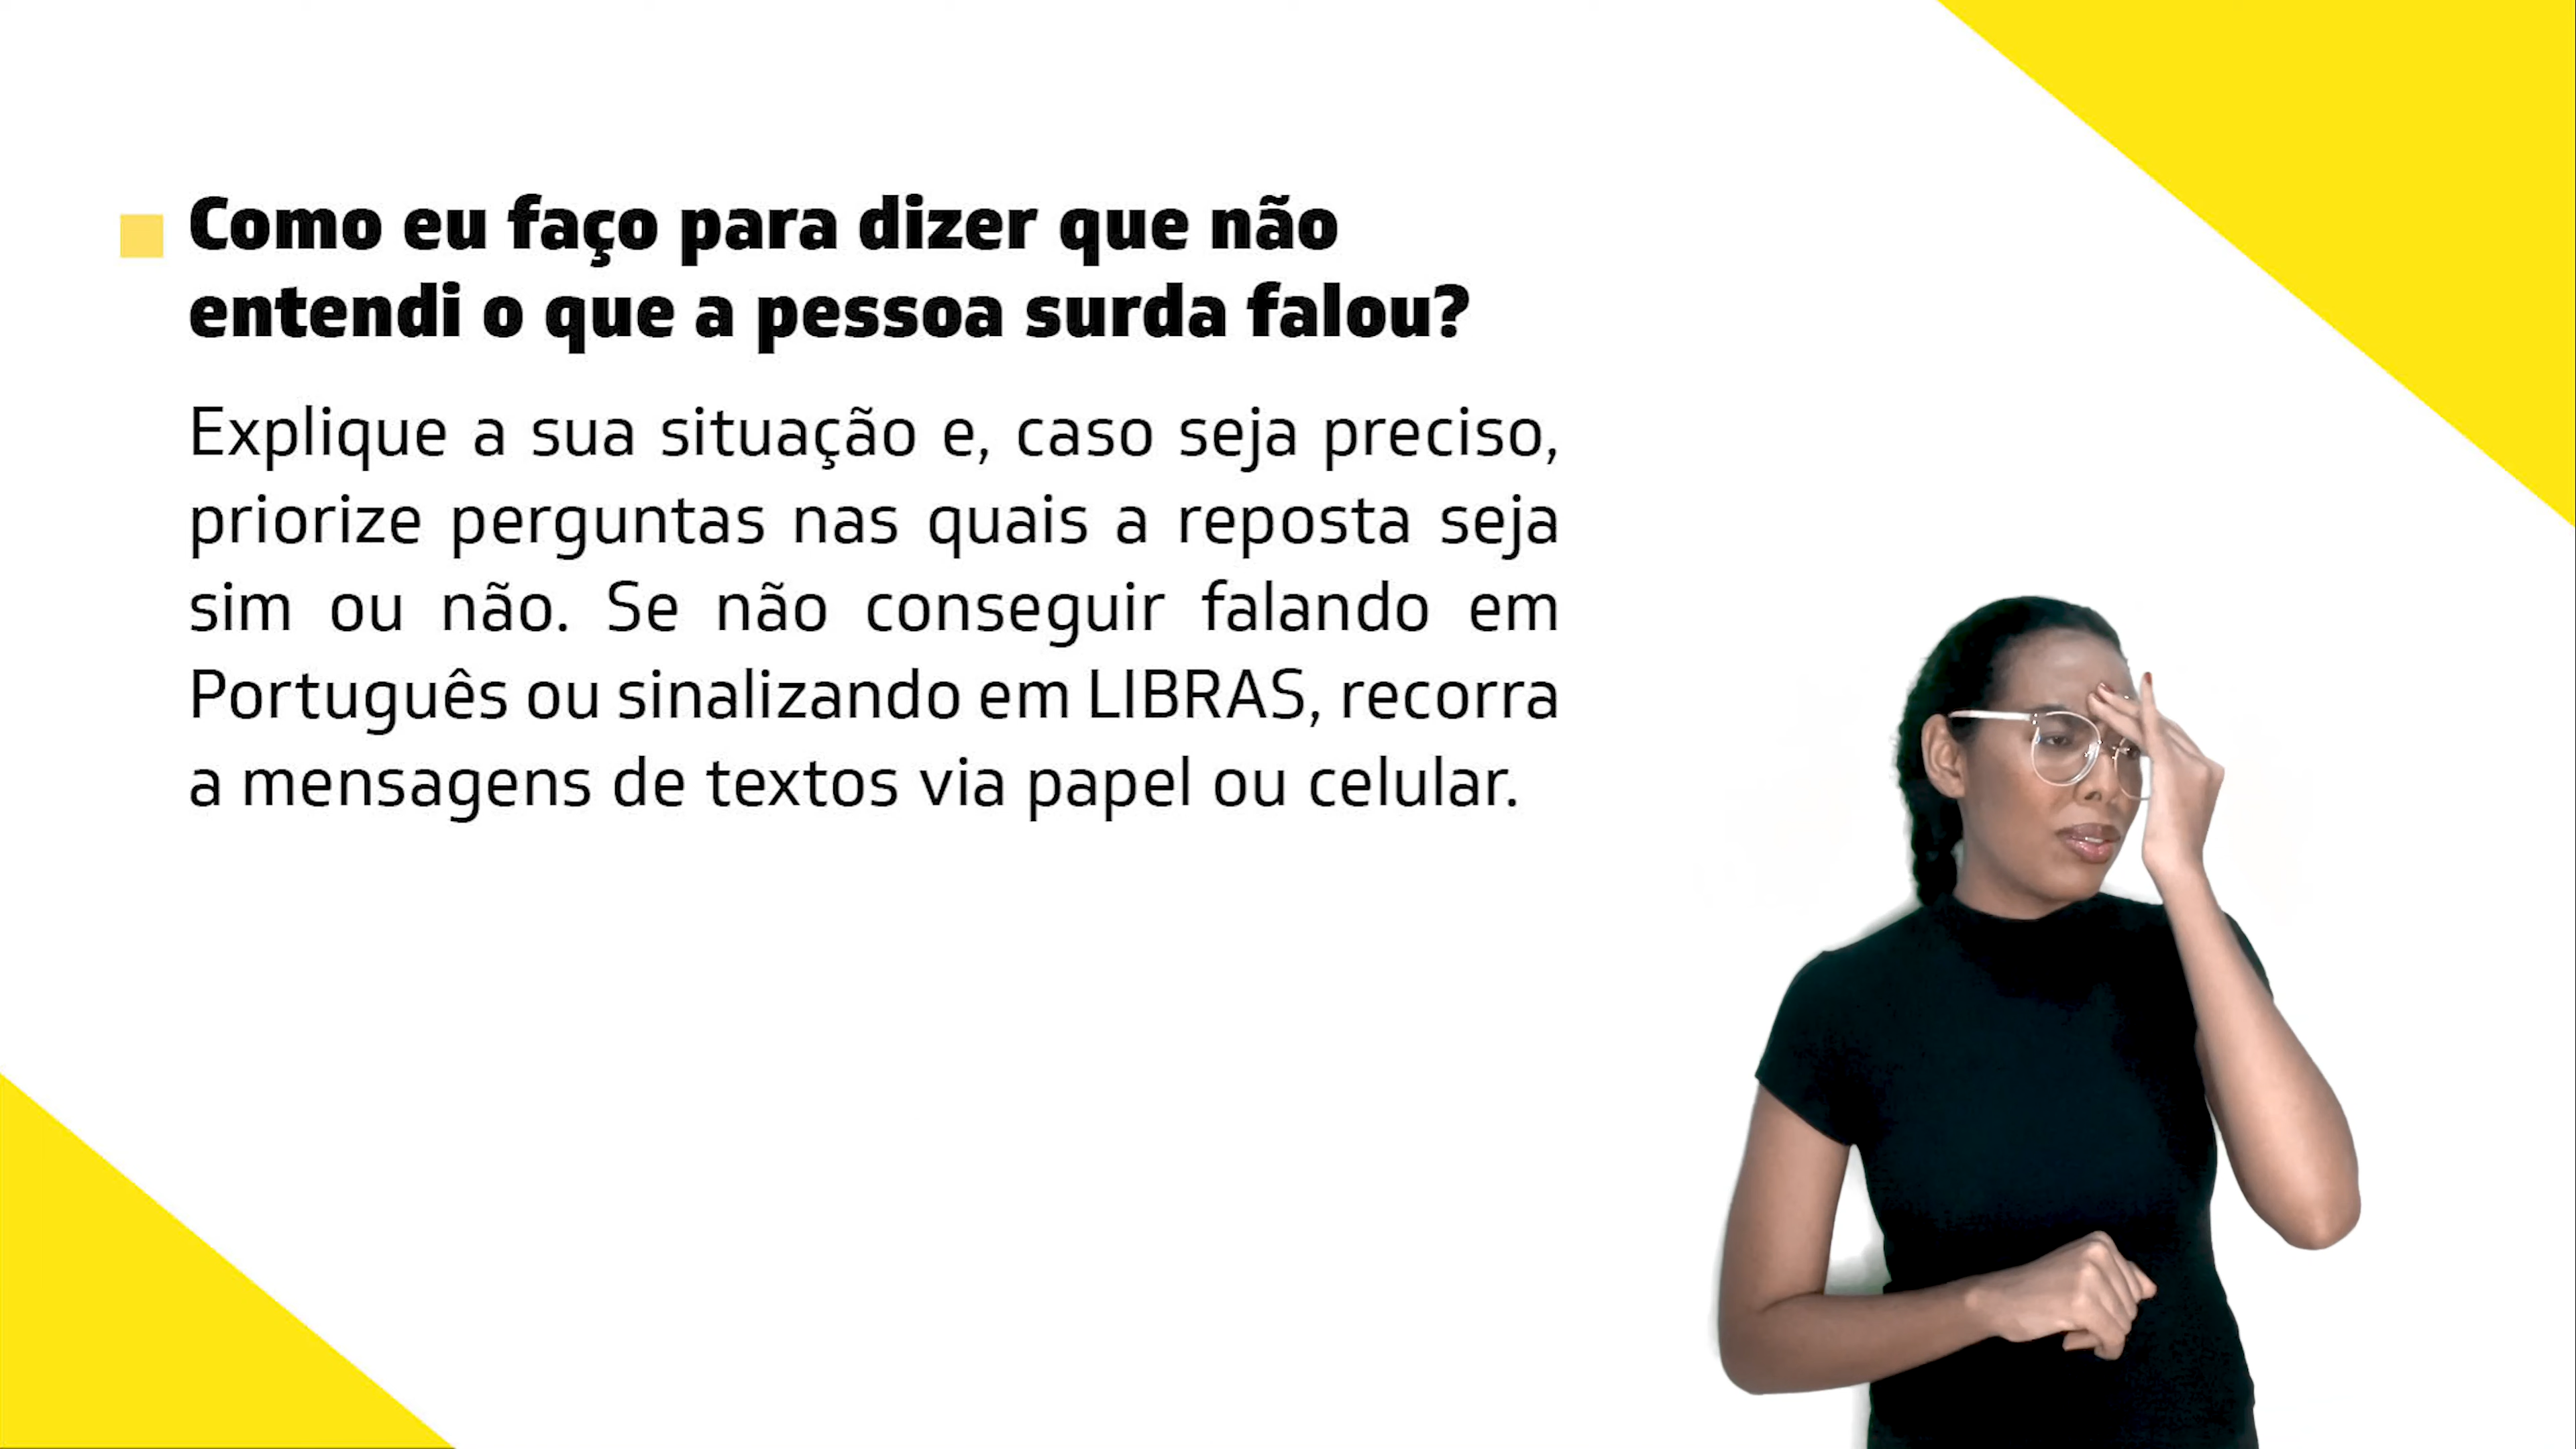 Como eu faço para dizer que não
entendi o que a pessoa surda falou?
Explique a sua situação e, caso seja preciso,
priorize perguntas nas quais a reposta seja
sim ou não. Se não conseguir falando em
Português ou sinalizando em LIBRAS, recorra
a mensagens de textos via papel ou celular.